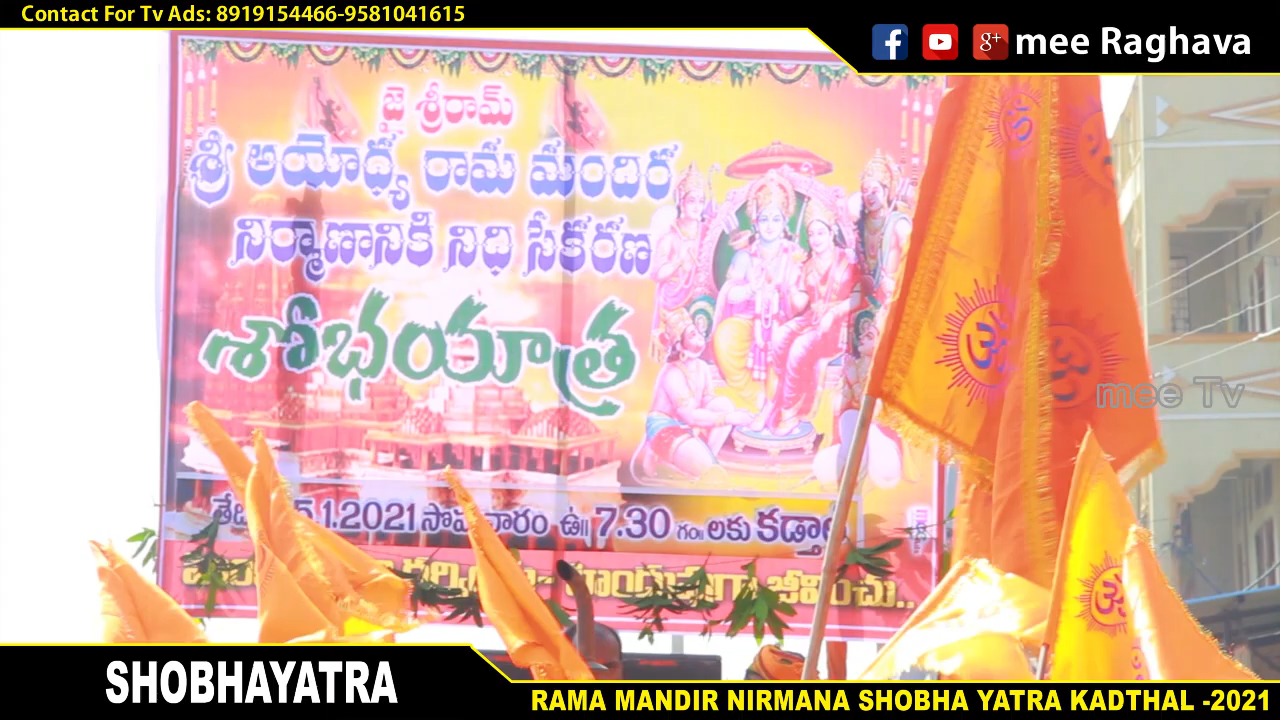 Contact For Tv Ads: 8919154466-9581041615
mee Raghava
జై శ్రీరామ్
శ్రీ అయోధ్య రామ మందిర
నిర్మాణానికి నిధి సేకరణ
శోభయాత్ర
mee Tv
5.1.2021 ఉ॥ 7.30 గం॥ లకు
జీవించు..
SHOBHAYATRA
RAMA MANDIR NIRMANA SHOBHA YATRA KADTHAL -2021